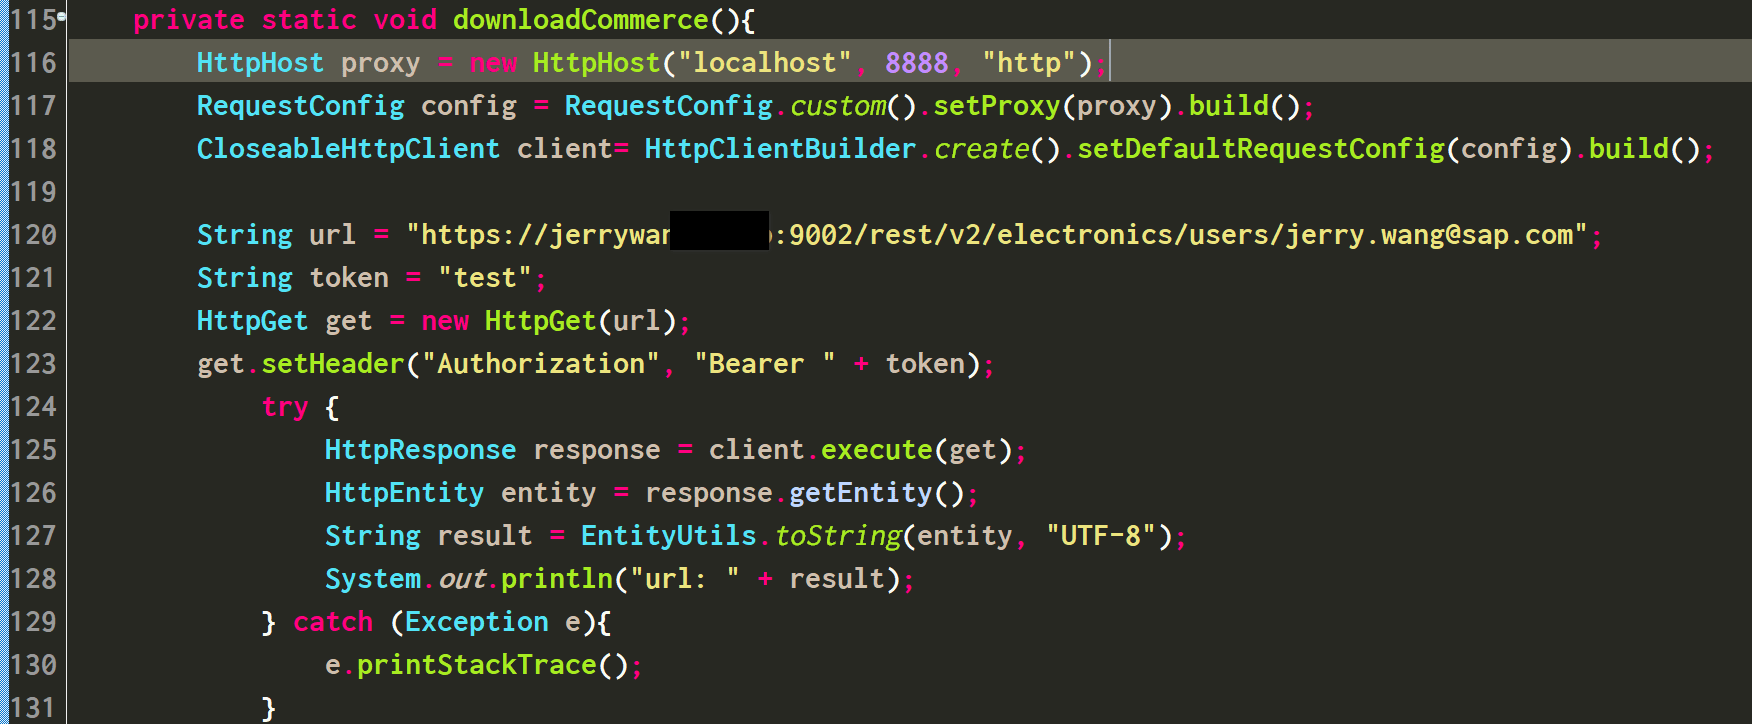 115 private static void downloadCommerce(){
116 HttpHost proxy = new HttpHost("localhost", 8888, "http");
117 RequestConfig config = RequestConfig.custom().setProxy(proxy).build();
118 CloseableHttpClient client= HttpClientBuilder.create().setDefaultRequestConfig(config).build();
119
120 String url = "https://jerrywan :9002/rest/v2/electronics/users/jerry.wang@sap.com";
121 String token = "test";
122 HttpGet get = new HttpGet(url);
123 get.setHeader("Authorization", "Bearer " + token);
124 try {
125 HttpResponse response = client.execute(get);
126 HttpEntity entity = response.getEntity();
127 String result = EntityUtils.toString(entity, "UTF-8");
128 System.out.println("url: " + result);
129 } catch (Exception e){
130 e.printStackTrace();
131 }